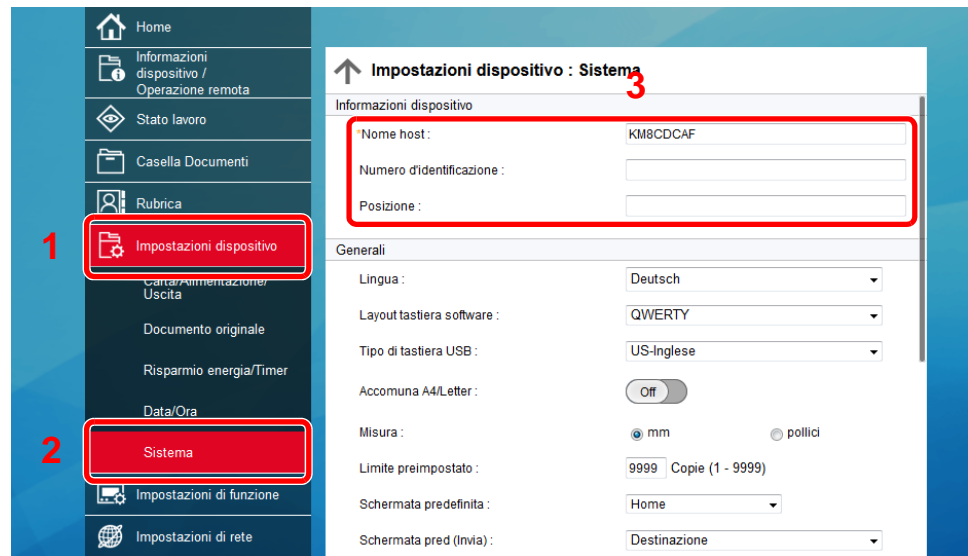 Home
Informazioni
dispositivo /
Operazione remota
Stato lavoro
Casella Documenti
Rubrica
1
Impostazioni dispositivo
Carta/Alimentazione/
Uscita
Documento originale
Risparmio energia/Timer
Data/Ora
2
Sistema
Impostazioni di funzione
Impostazioni di rete
Impostazioni dispositivo : Sistema
3
Informazioni dispositivo
*Nome host : KM8CDCAF
Numero d'identificazione :
Posizione :
Generali
Lingua : Deutsch
Layout tastiera software : QWERTY
Tipo di tastiera USB : US-Inglese
Accomuna A4/Letter : Off
Misura : mm pollici
Limite preimpostato : 9999 Copie (1 - 9999)
Schermata predefinita : Home
Schermata pred (Invia) : Destinazione